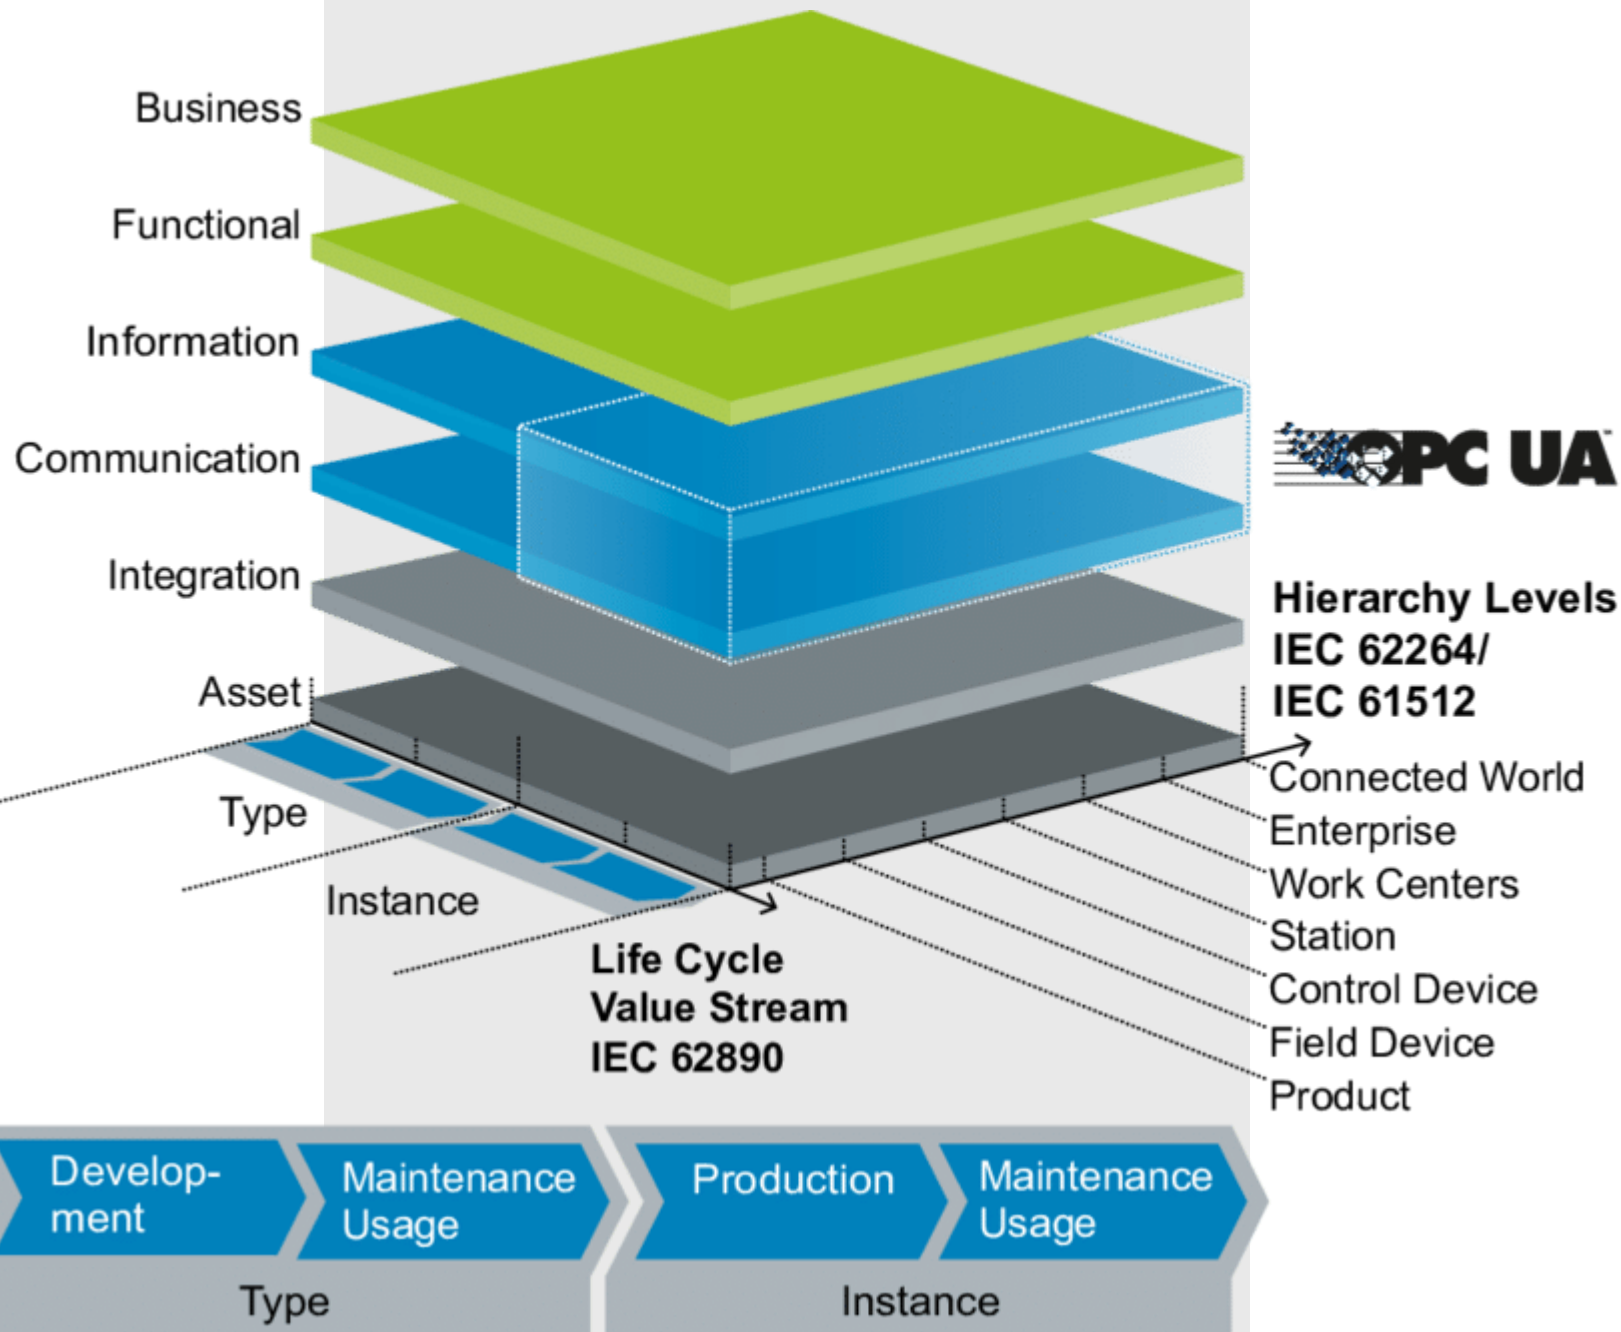 Business
Functional
Information
Communication
Integration
Asset
OPC UA
Hierarchy Levels
IEC 62264/
IEC 61512
Connected World
Enterprise
Work Centers
Station
Control Device
Field Device
Product
Type
Instance
Life Cycle
Value Stream
IEC 62890
Develop-
ment
Maintenance
Usage
Production
Maintenance
Usage
Type
Instance